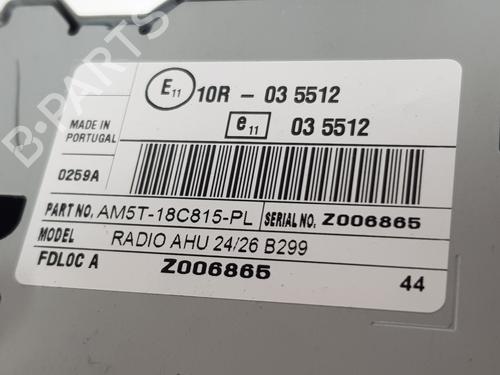 B-PARTS
E11 10R - 03 5512
e11 03 5512
MADE IN
PORTUGAL
0259A
PART NO. AM5T-18C815-PL SERIAL NO. Z006865
MODEL RADIO AHU 24/26 B299
FDLOC A Z006865 44